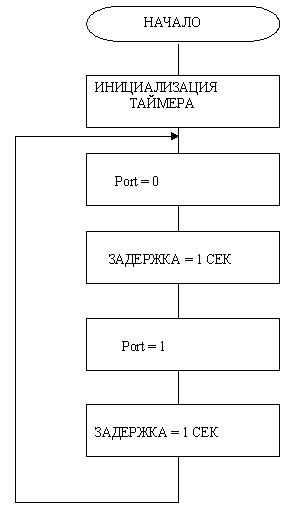 НАЧАЛО
ИНИЦИАЛИЗАЦИЯ
ТАЙМЕРА
Port = 0
ЗАДЕРЖКА = 1 СЕК
Port = 1
ЗАДЕРЖКА = 1 СЕК